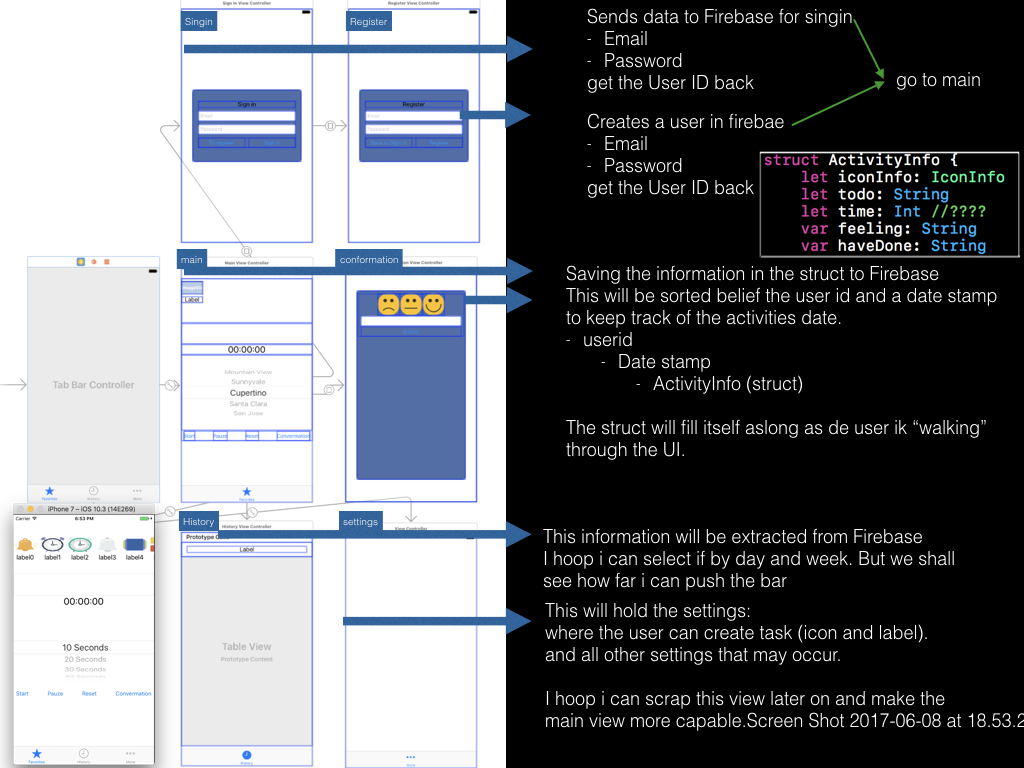 Sign In View Controller
Register View Controller
Singin
Register
Sign in
Register
Email
Password
Email
Password
Register
Sends data to Firebase for singin
- Email
- Password
get the User ID back
go to main
Creates a user in firebae
- Email
- Password
get the User ID back
struct ActivityInfo {
let iconInfo: IconInfo
let todo: String
let time: Int //????
var feeling: String
var haveDone: String
main
Main View Controller
conformation
Label
00:00:00
Mountain View
Sunnyvale
Cupertino
Santa Clara
San Jose
Start
Pauze
Reset
Convermation
Favorites
Tab Bar Controller
Favorites
History
More
Saving the information in the struct to Firebase
This will be sorted belief the user id and a date stamp
to keep track of the activities date.
- userid
- Date stamp
- ActivityInfo (struct)
The struct will fill itself aslong as de user ik “walking”
through the UI.
iPhone 7 – iOS 10.3 (14E269)
Carrier
6:53 PM
label0
label1
label2
label3
label4
00:00:00
10 Seconds
20 Seconds
30 Seconds
Start
Pauze
Reset
Convermation
Favorites
History
More
History
History View Controller
settings
View Controller
Label
Table View
Prototype Content
History
More
This information will be extracted from Firebase
I hoop i can select if by day and week. But we shall
see how far i can push the bar
This will hold the settings:
where the user can create task (icon and label).
and all other settings that may occur.
I hoop i can scrap this view later on and make the
main view more capable.Screen Shot 2017-06-08 at 18.53.2